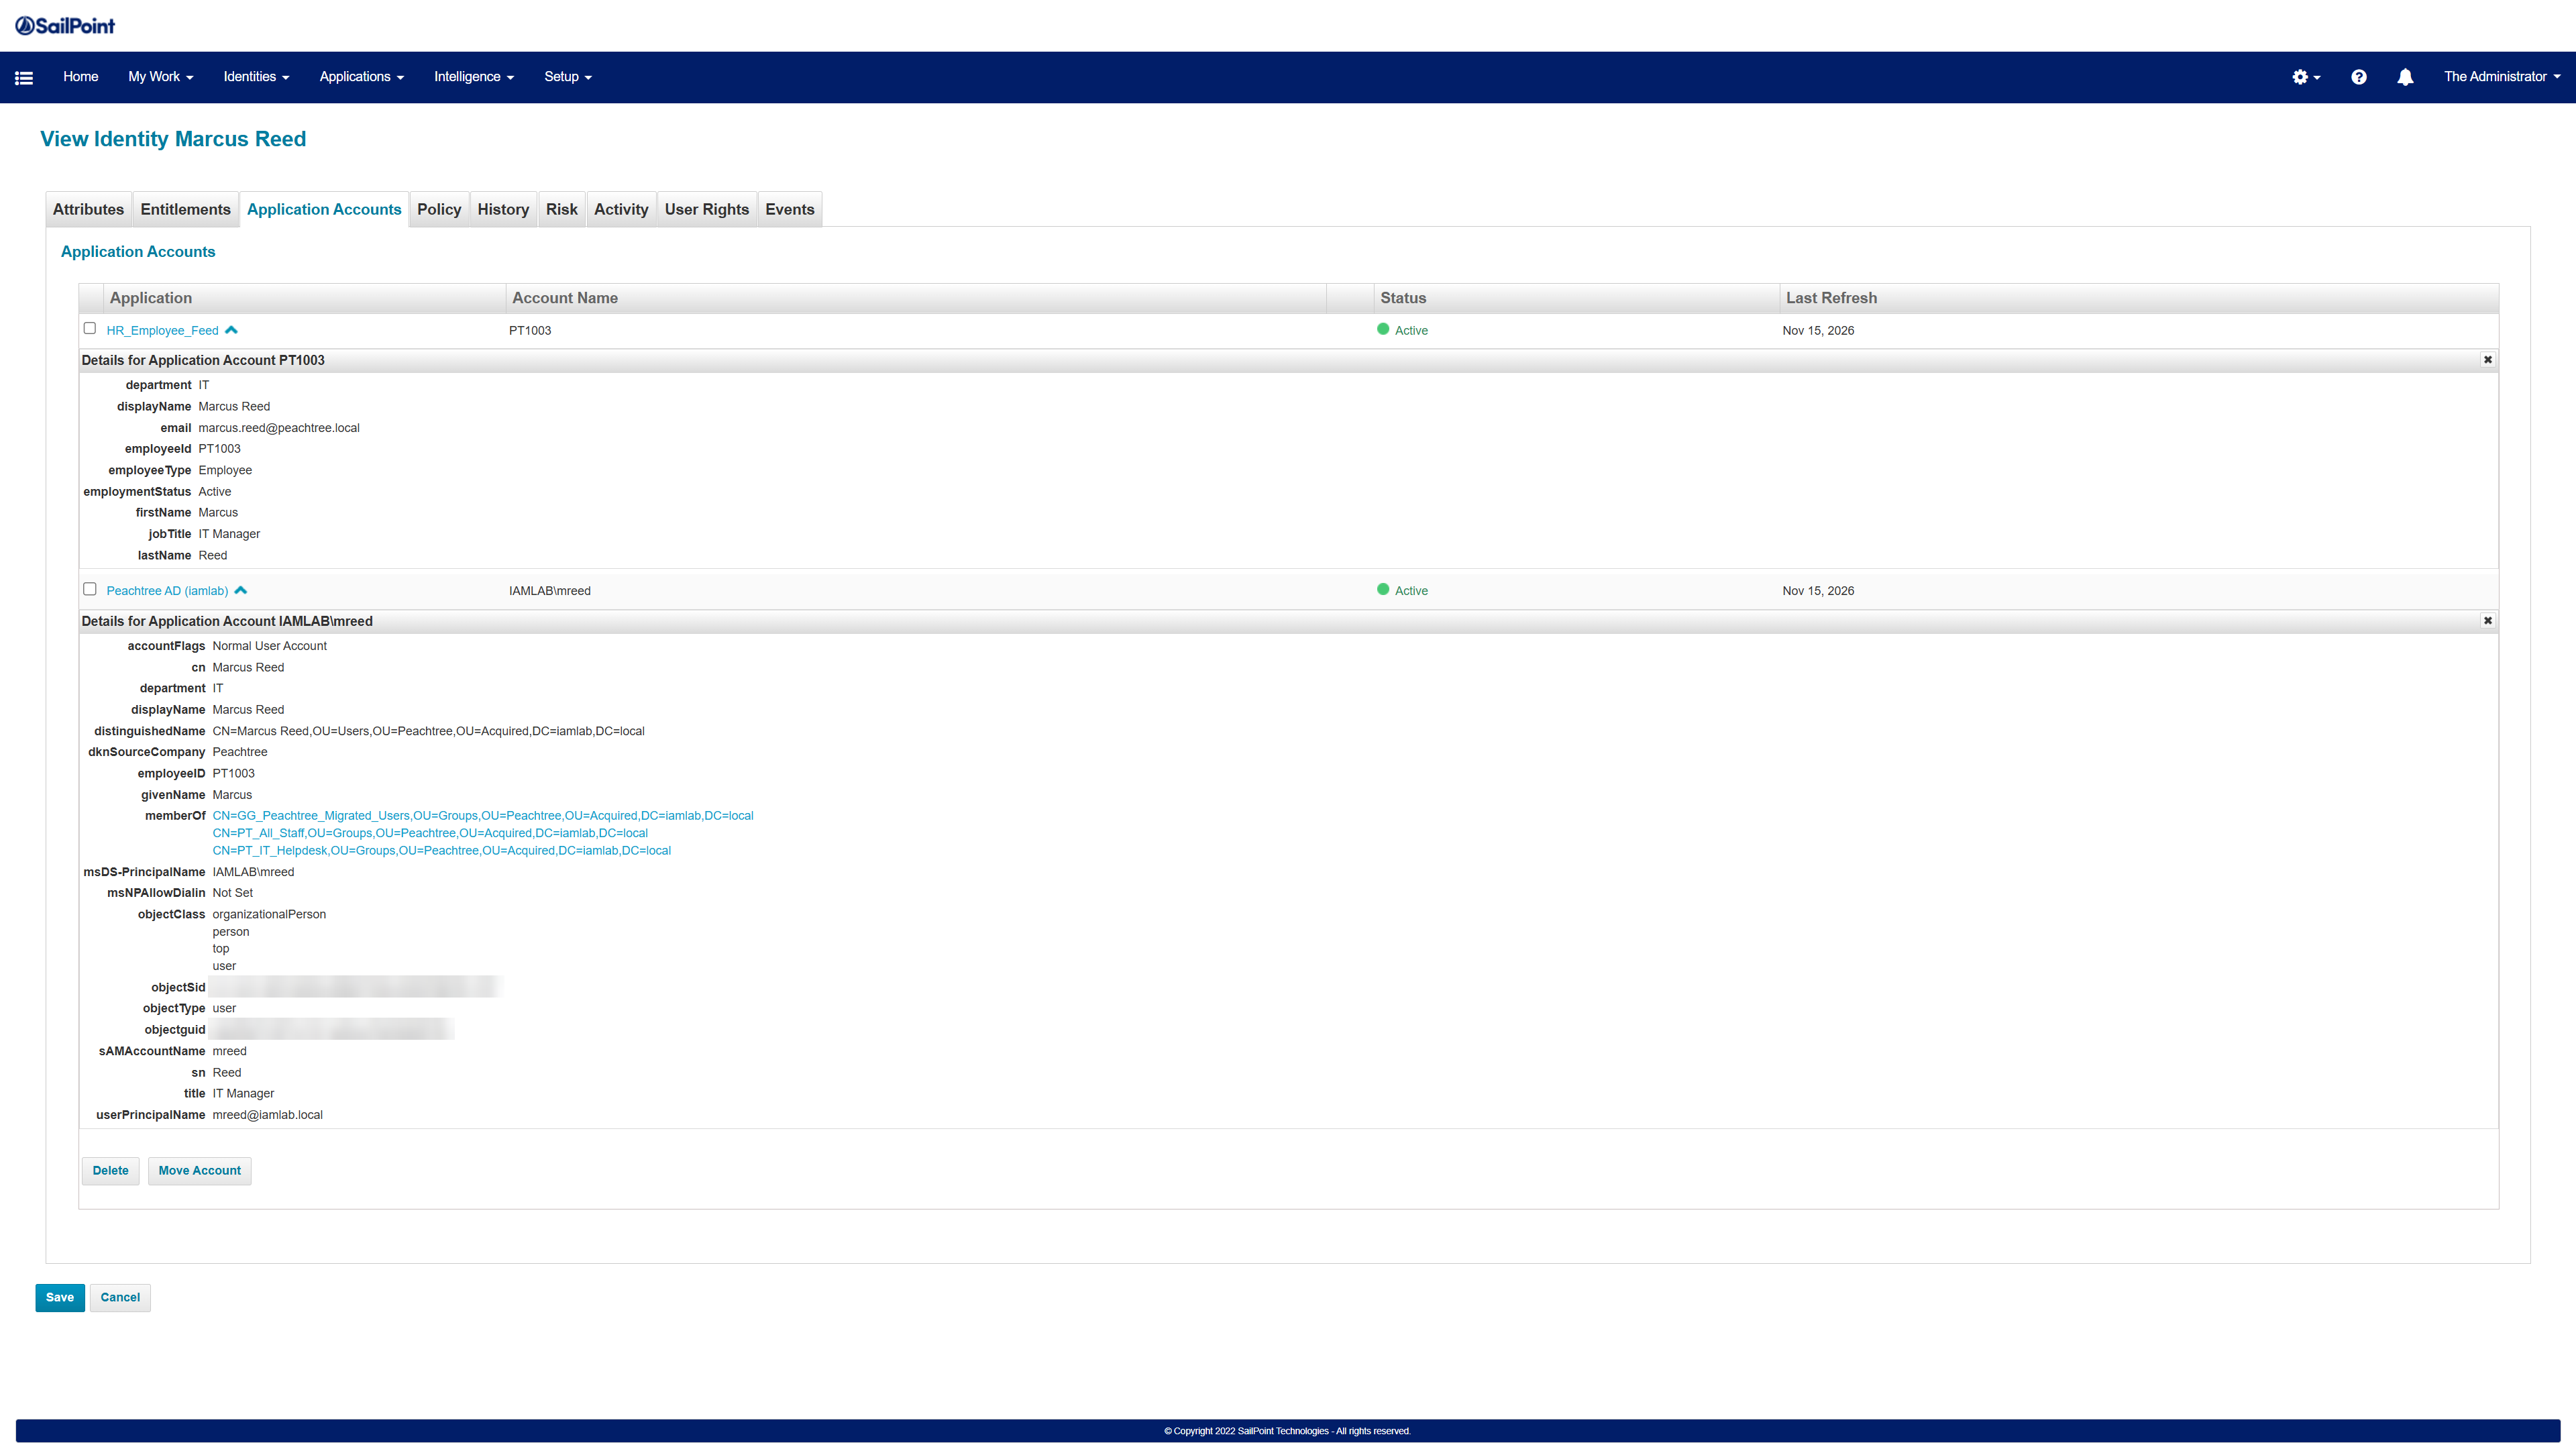 SailPoint
Home My Work Identities Applications Intelligence Setup The Administrator
View Identity Marcus Reed
Attributes Entitlements Application Accounts Policy History Risk Activity User Rights Events
Application Accounts
Application Account Name Status Last Refresh
HR_Employee_Feed PT1003 Active Nov 15, 2026
Details for Application Account PT1003
department IT
displayName Marcus Reed
email marcus.reed@peachtree.local
employeeId PT1003
employeeType Employee
employmentStatus Active
firstName Marcus
jobTitle IT Manager
lastName Reed
Peachtree AD (iamlab) IAMLAB\mreed Active Nov 15, 2026
Details for Application Account IAMLAB\mreed
accountFlags Normal User Account
cn Marcus Reed
department IT
displayName Marcus Reed
distinguishedName CN=Marcus Reed,OU=Users,OU=Peachtree,OU=Acquired,DC=iamlab,DC=local
dknSourceCompany Peachtree
employeeID PT1003
givenName Marcus
memberOf CN=GG_Peachtree_Migrated_Users,OU=Groups,OU=Peachtree,OU=Acquired,DC=iamlab,DC=local
CN=PT_All_Staff,OU=Groups,OU=Peachtree,OU=Acquired,DC=iamlab,DC=local
CN=PT_IT_Helpdesk,OU=Groups,OU=Peachtree,OU=Acquired,DC=iamlab,DC=local
msDS-PrincipalName IAMLAB\mreed
msNPAllowDialin Not Set
objectClass organizationalPerson
person
top
user
objectSid
objectType user
objectguid
sAMAccountName mreed
sn Reed
title IT Manager
userPrincipalName mreed@iamlab.local
Delete Move Account
Save Cancel
© Copyright 2022 SailPoint Technologies - All rights reserved.